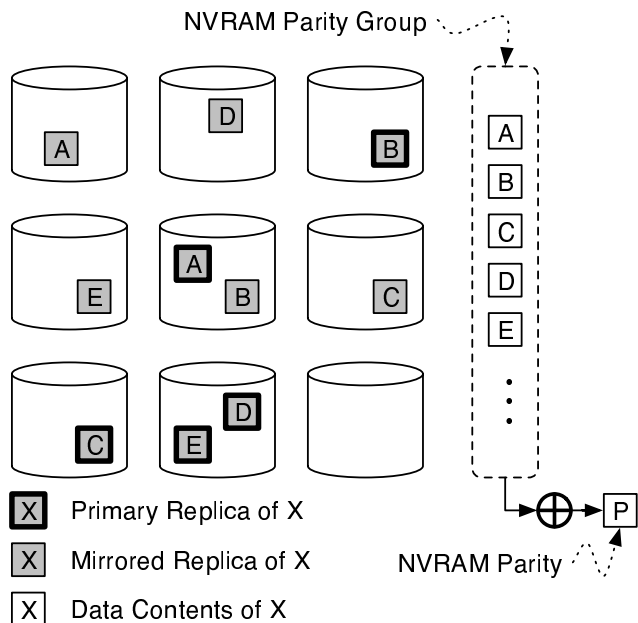 NVRAM Parity Group
A
D
B
A
B
E
A
B
C
C
D
E
C
D
E
P
X Primary Replica of X
X Mirrored Replica of X
NVRAM Parity
X Data Contents of X